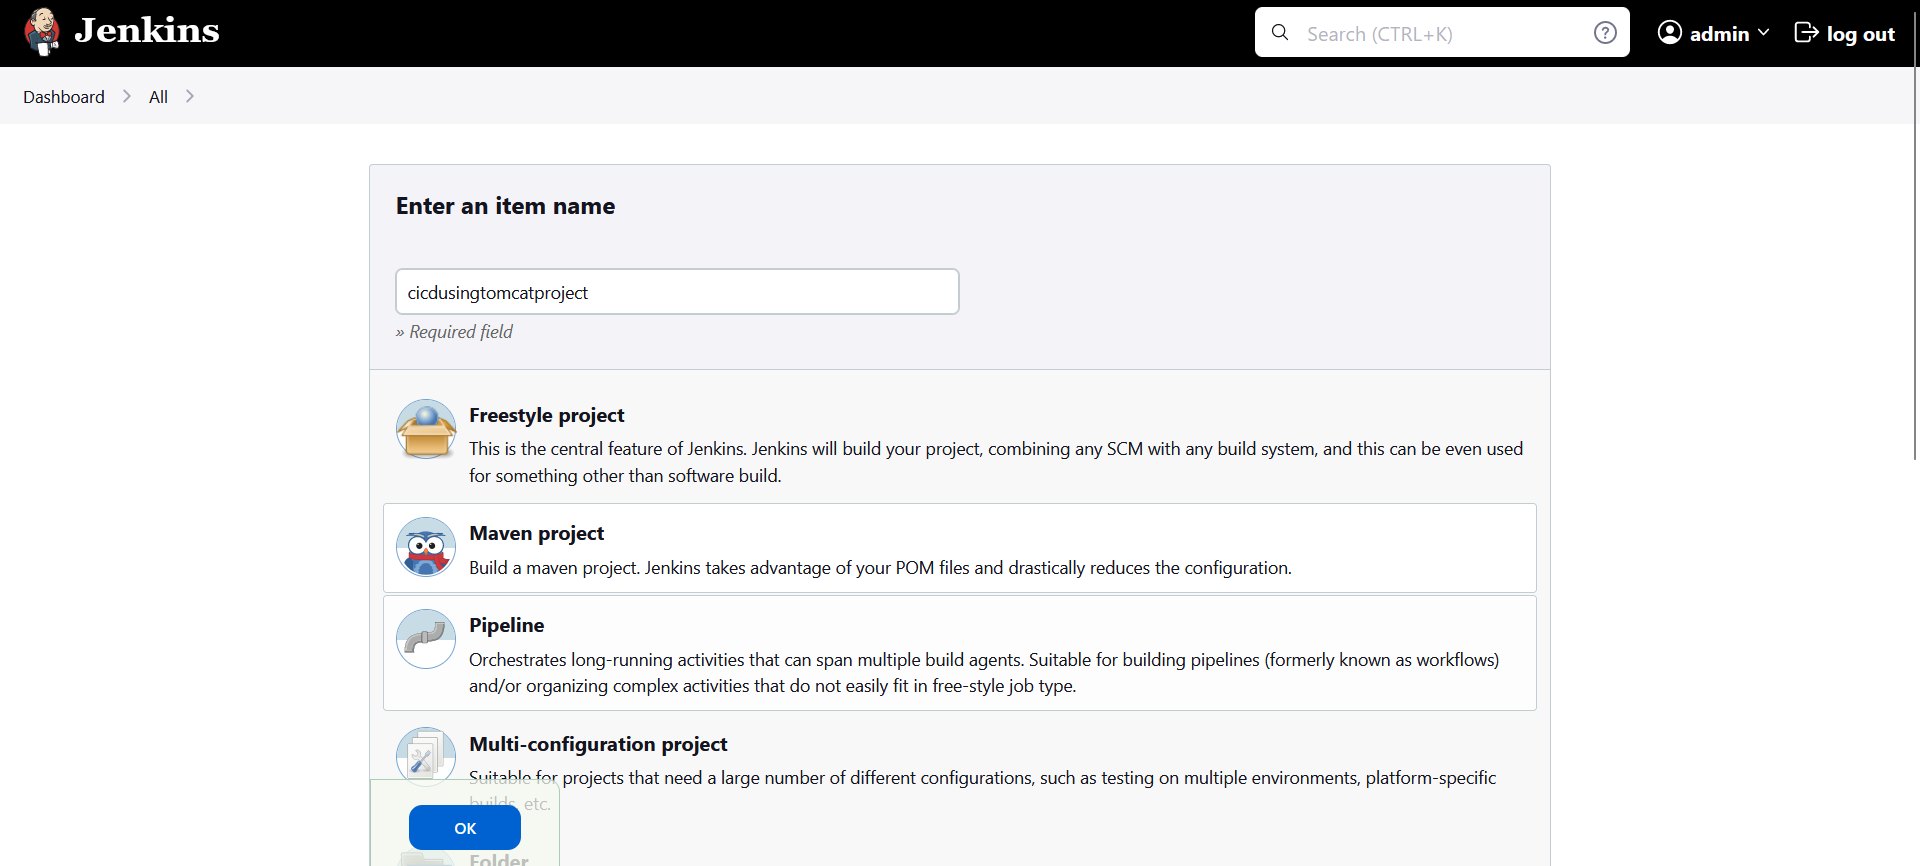 Jenkins
Search (CTRL+K)
admin
log out
Dashboard
All
Enter an item name
cicdusingtomcatproject
» Required field
Freestyle project
This is the central feature of Jenkins. Jenkins will build your project, combining any SCM with any build system, and this can be even used
for something other than software build.
Maven project
Build a maven project. Jenkins takes advantage of your POM files and drastically reduces the configuration.
Pipeline
Orchestrates long-running activities that can span multiple build agents. Suitable for building pipelines (formerly known as workflows)
and/or organizing complex activities that do not easily fit in free-style job type.
Multi-configuration project
Suitable for projects that need a large number of different configurations, such as testing on multiple environments, platform-specific
builds, etc.
OK
Folder